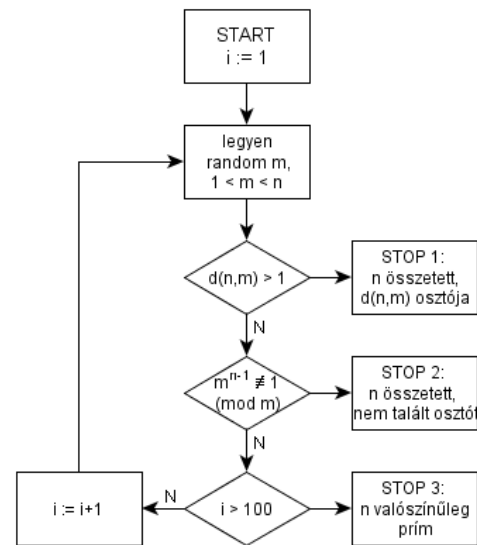 START
i := 1
legyen
random m,
1 < m < n
d(n,m) > 1
STOP 1:
n összetett,
d(n,m) osztója
N
m^{n-1} ≢ 1
(mod m)
STOP 2:
n összetett,
nem talált osztót
N
i > 100
STOP 3:
n valószínűleg
prím
N
i := i+1